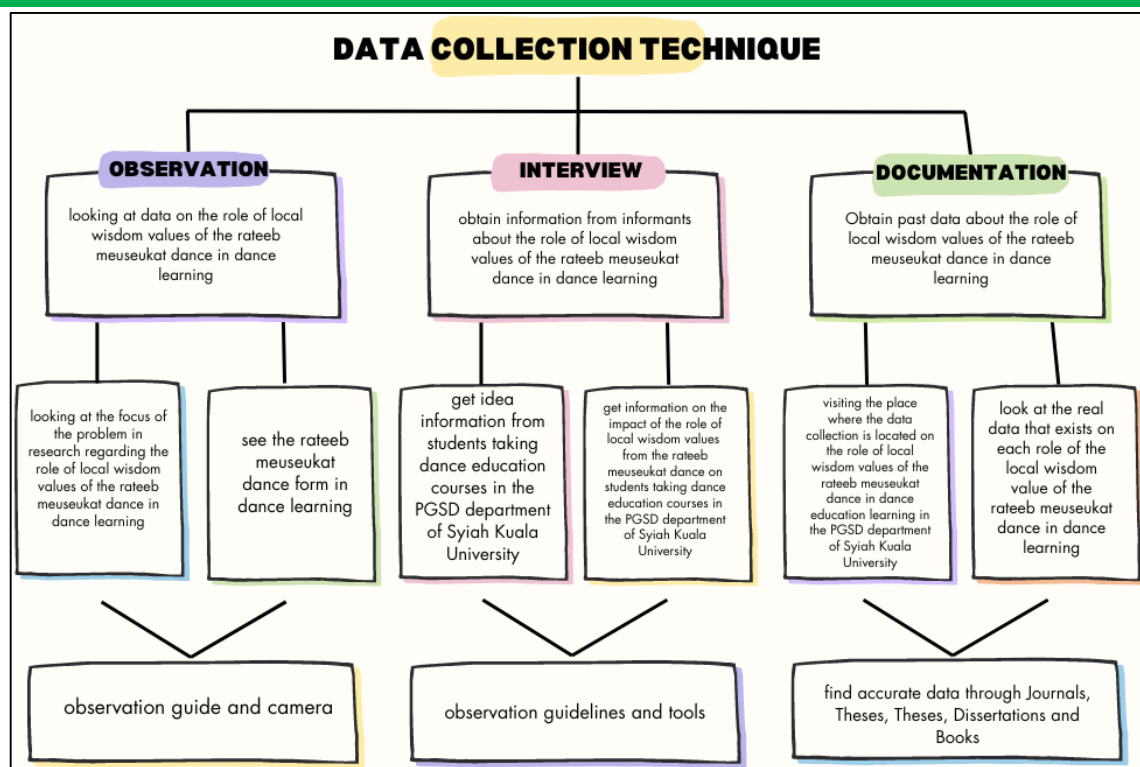 DATA COLLECTION TECHNIQUE
OBSERVATION
looking at data on the role of local
wisdom values of the rateeb
meuseukat dance in dance
learning
INTERVIEW
obtain information from informants
about the role of local wisdom
values of the rateeb meuseukat
dance in dance learning
DOCUMENTATION
Obtain past data about the role of
local wisdom values of the rateeb
meuseukat dance in dance
learning
looking at the focus of
the problem in
research regarding the
role of local wisdom
values of the rateeb
meuseukat dance in
dance learning
see the rateeb
meuseukat
dance form in
dance learning
get idea
information from
students taking
dance education
courses in the
PGSD department
of Syiah Kuala
University
get information on the
impact of the role of
local wisdom values
from the rateeb
meuseukat dance on
students taking dance
education courses in
the PGSD department
of Syiah Kuala
University
visiting the place
where the data
collection is located on
the role of local
wisdom values of the
rateeb meuseukat
dance in dance
education learning in
the PGSD department
of Syiah Kuala
University
look at the real
data that exists on
each role of the
local wisdom
value of the
rateeb meuseukat
dance in dance
learning
observation guide and camera
observation guidelines and tools
find accurate data through Journals,
Theses, Theses, Dissertations and
Books